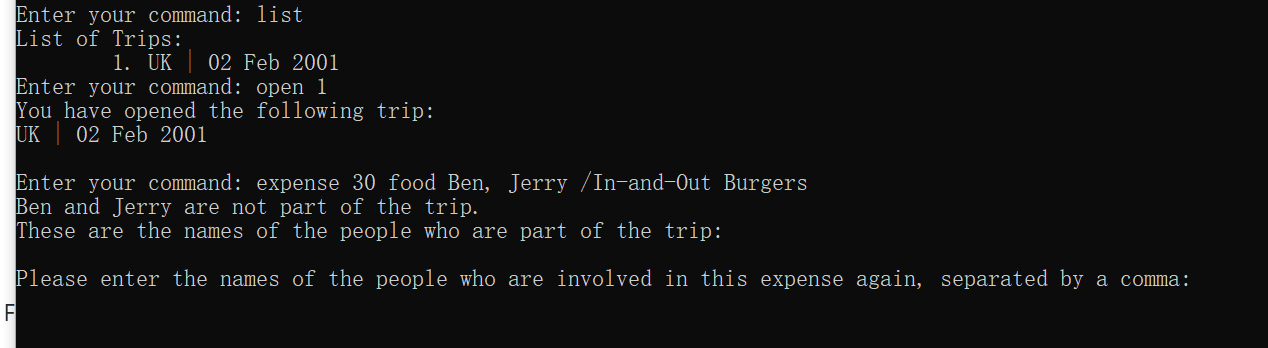 Enter your command: list
List of Trips:
1. UK | 02 Feb 2001
Enter your command: open 1
You have opened the following trip:
UK | 02 Feb 2001
Enter your command: expense 30 food Ben, Jerry /In-and-Out Burgers
Ben and Jerry are not part of the trip.
These are the names of the people who are part of the trip:
Please enter the names of the people who are involved in this expense again, separated by a comma:
F